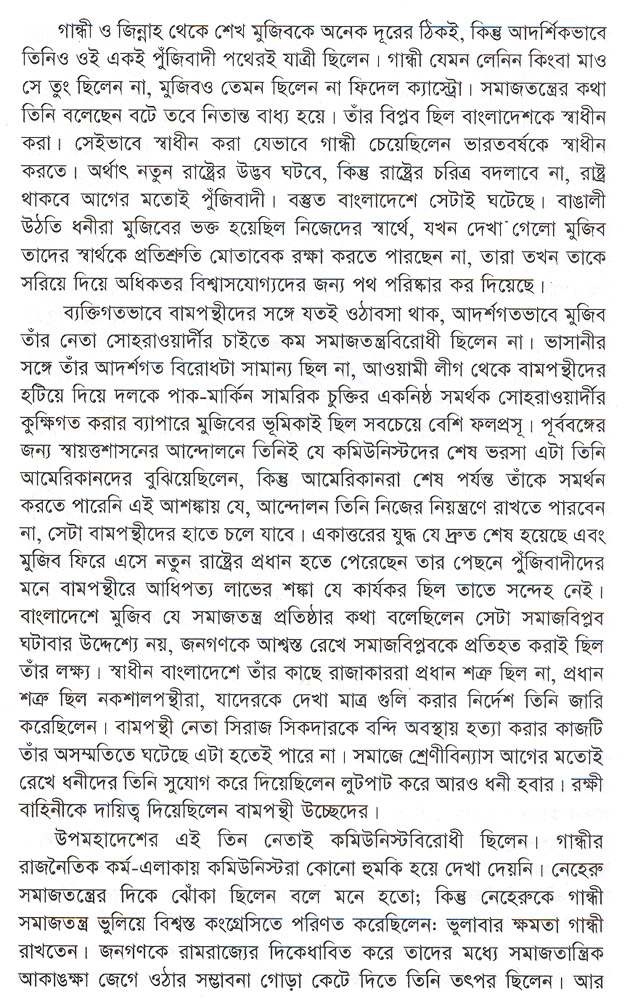 গান্ধী ও জিন্নাহ থেকে শেখ মুজিবকে অনেক দূরের ঠিকই, কিন্তু আদর্শিকভাবে
তিনিও ওই একই পুঁজিবাদী পথেরই যাত্রী ছিলেন। গান্ধী যেমন লেনিন কিংবা মাও
সে তুং ছিলেন না, মুজিবও তেমন ছিলেন না ফিদেল ক্যাস্ট্রো। সমাজতন্ত্রের কথা
তিনি বলেছেন বটে তবে নিতান্ত বাধ্য হয়ে। তাঁর বিপ্লব ছিল বাংলাদেশকে স্বাধীন
করা। সেইভাবে স্বাধীন করা যেভাবে গান্ধী চেয়েছিলেন ভারতবর্ষকে স্বাধীন
করতে। অর্থাৎ নতুন রাষ্ট্রের উদ্ভব ঘটবে, কিন্তু রাষ্ট্রের চরিত্র বদলাবে না, রাষ্ট্র
থাকবে আগের মতোই পুঁজিবাদী। বস্তুত বাংলাদেশে সেটাই ঘটেছে। বাঙালী
উঠতি ধনীরা মুজিবের ভক্ত হয়েছিল নিজেদের স্বার্থে, যখন দেখা গেলো মুজিব
তাদের স্বার্থকে প্রতিশ্রুতি মোতাবেক রক্ষা করতে পারছেন না, তারা তখন তাকে
সরিয়ে দিয়ে অধিকতর বিশ্বাসযোগ্যদের জন্য পথ পরিষ্কার কর দিয়েছে।
ব্যক্তিগতভাবে বামপন্থীদের সঙ্গে যতই ওঠাবসা থাক, আদর্শগতভাবে মুজিব
তাঁর নেতা সোহরাওয়ার্দীর চাইতে কম সমাজতন্ত্রবিরোধী ছিলেন না। ভাসানীর
সঙ্গে তাঁর আদর্শগত বিরোধটা সামান্য ছিল না, আওয়ামী লীগ থেকে বামপন্থীদের
হটিয়ে দিয়ে দলকে পাক-মার্কিন সামরিক চুক্তির একনিষ্ঠ সমর্থক সোহরাওয়ার্দীর
কুক্ষিগত করার ব্যাপারে মুজিবের ভূমিকাই ছিল সবচেয়ে বেশি ফলপ্রসূ। পূর্ববঙ্গের
জন্য স্বায়ত্তশাসনের আন্দোলনে তিনিই যে কমিউনিস্টদের শেষ ভরসা এটা তিনি
আমেরিকানদের বুঝিয়েছিলেন, কিন্তু আমেরিকানরা শেষ পর্যন্ত তাঁকে সমর্থন
করতে পারেনি এই আশঙ্কায় যে, আন্দোলন তিনি নিজের নিয়ন্ত্রণে রাখতে পারবেন
না, সেটা বামপন্থীদের হাতে চলে যাবে। একাত্তরের যুদ্ধ যে দ্রুত শেষ হয়েছে এবং
মুজিব ফিরে এসে নতুন রাষ্ট্রের প্রধান হতে পেরেছেন তার পেছনে পুঁজিবাদীদের
মনে বামপন্থীরে আধিপত্য লাভের শঙ্কা যে কার্যকর ছিল তাতে সন্দেহ নেই।
বাংলাদেশে মুজিব যে সমাজতন্ত্র প্রতিষ্ঠার কথা বলেছিলেন সেটা সমাজবিপ্লব
ঘটাবার উদ্দেশ্যে নয়, জনগণকে আশ্বস্ত রেখে সমাজবিপ্লবকে প্রতিহত করাই ছিল
তাঁর লক্ষ্য। স্বাধীন বাংলাদেশে তাঁর কাছে রাজাকাররা প্রধান শত্রু ছিল না, প্রধান
শত্রু ছিল নকশালপন্থীরা, যাদেরকে দেখা মাত্র গুলি করার নির্দেশ তিনি জারি
করেছিলেন। বামপন্থী নেতা সিরাজ সিকদারকে বন্দি অবস্থায় হত্যা করার কাজটি
তাঁর অসম্মতিতে ঘটেছে এটা হতেই পারে না। সমাজে শ্রেণীবিন্যাস আগের মতোই
রেখে ধনীদের তিনি সুযোগ করে দিয়েছিলেন লুটপাট করে আরও ধনী হবার। রক্ষী
বাহিনীকে দায়িত্ব দিয়েছিলেন বামপন্থী উচ্ছেদের।
উপমহাদেশের এই তিন নেতাই কমিউনিস্টবিরোধী ছিলেন। গান্ধীর
রাজনৈতিক কর্ম-এলাকায় কমিউনিস্টরা কোনো হুমকি হয়ে দেখা দেয়নি। নেহেরু
সমাজতন্ত্রের দিকে ঝোঁকা ছিলেন বলে মনে হতো; কিন্তু নেহেরুকে গান্ধী
সমাজতন্ত্র ভুলিয়ে বিশ্বস্ত কংগ্রেসিতে পরিণত করেছিলেন: ভুলাবার ক্ষমতা গান্ধী
রাখতেন। জনগণকে রামরাজ্যের দিকেধাবিত করে তাদের মধ্যে সমাজতান্ত্রিক
আকাঙক্ষা জেগে ওঠার সম্ভাবনা গোড়া কেটে দিতে তিনি তৎপর ছিলেন। আর